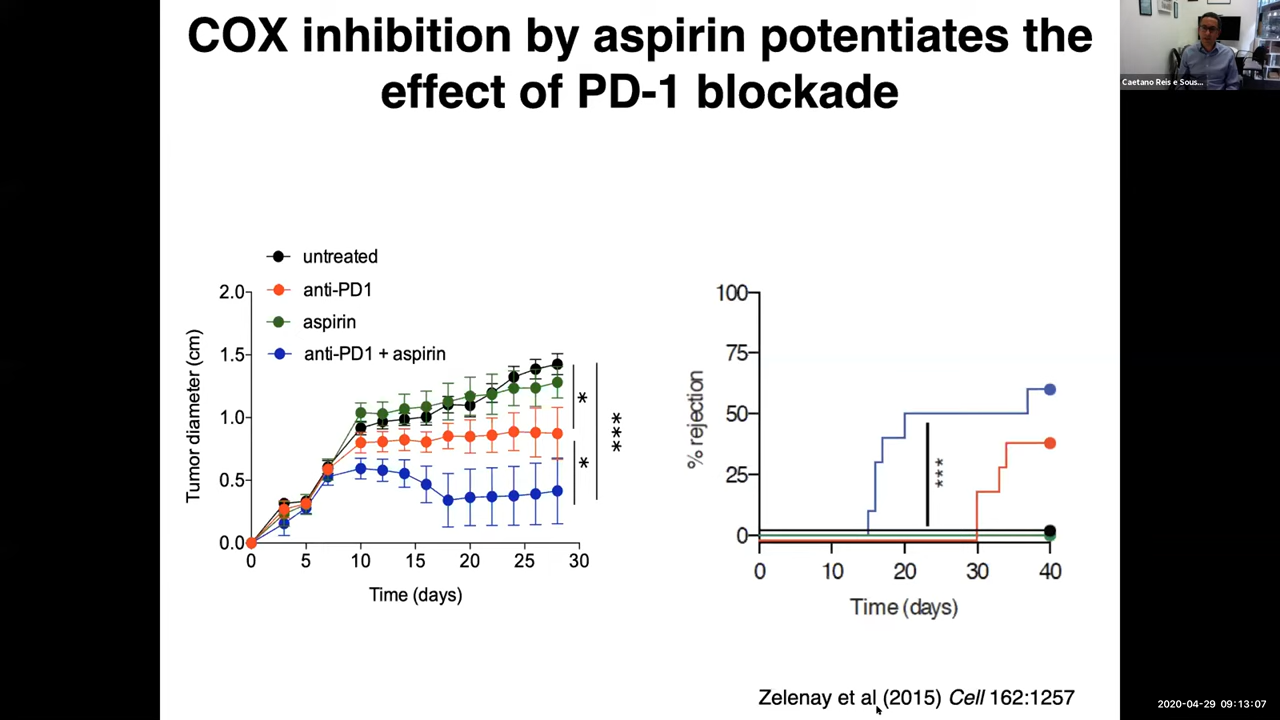 COX inhibition by aspirin potentiates the
effect of PD-1 blockade
Caetano Reis e Sous...
untreated
anti-PD1
aspirin
anti-PD1 + aspirin
2.0
1.5
1.0
0.5
0.0
Tumor diameter (cm)
0 5 10 15 20 25 30
Time (days)
*
*
***
100
75
50
25
0
% rejection
***
0 10 20 30 40
Time (days)
Zelenay et al (2015) Cell 162:1257
2020-04-29 09:13:07